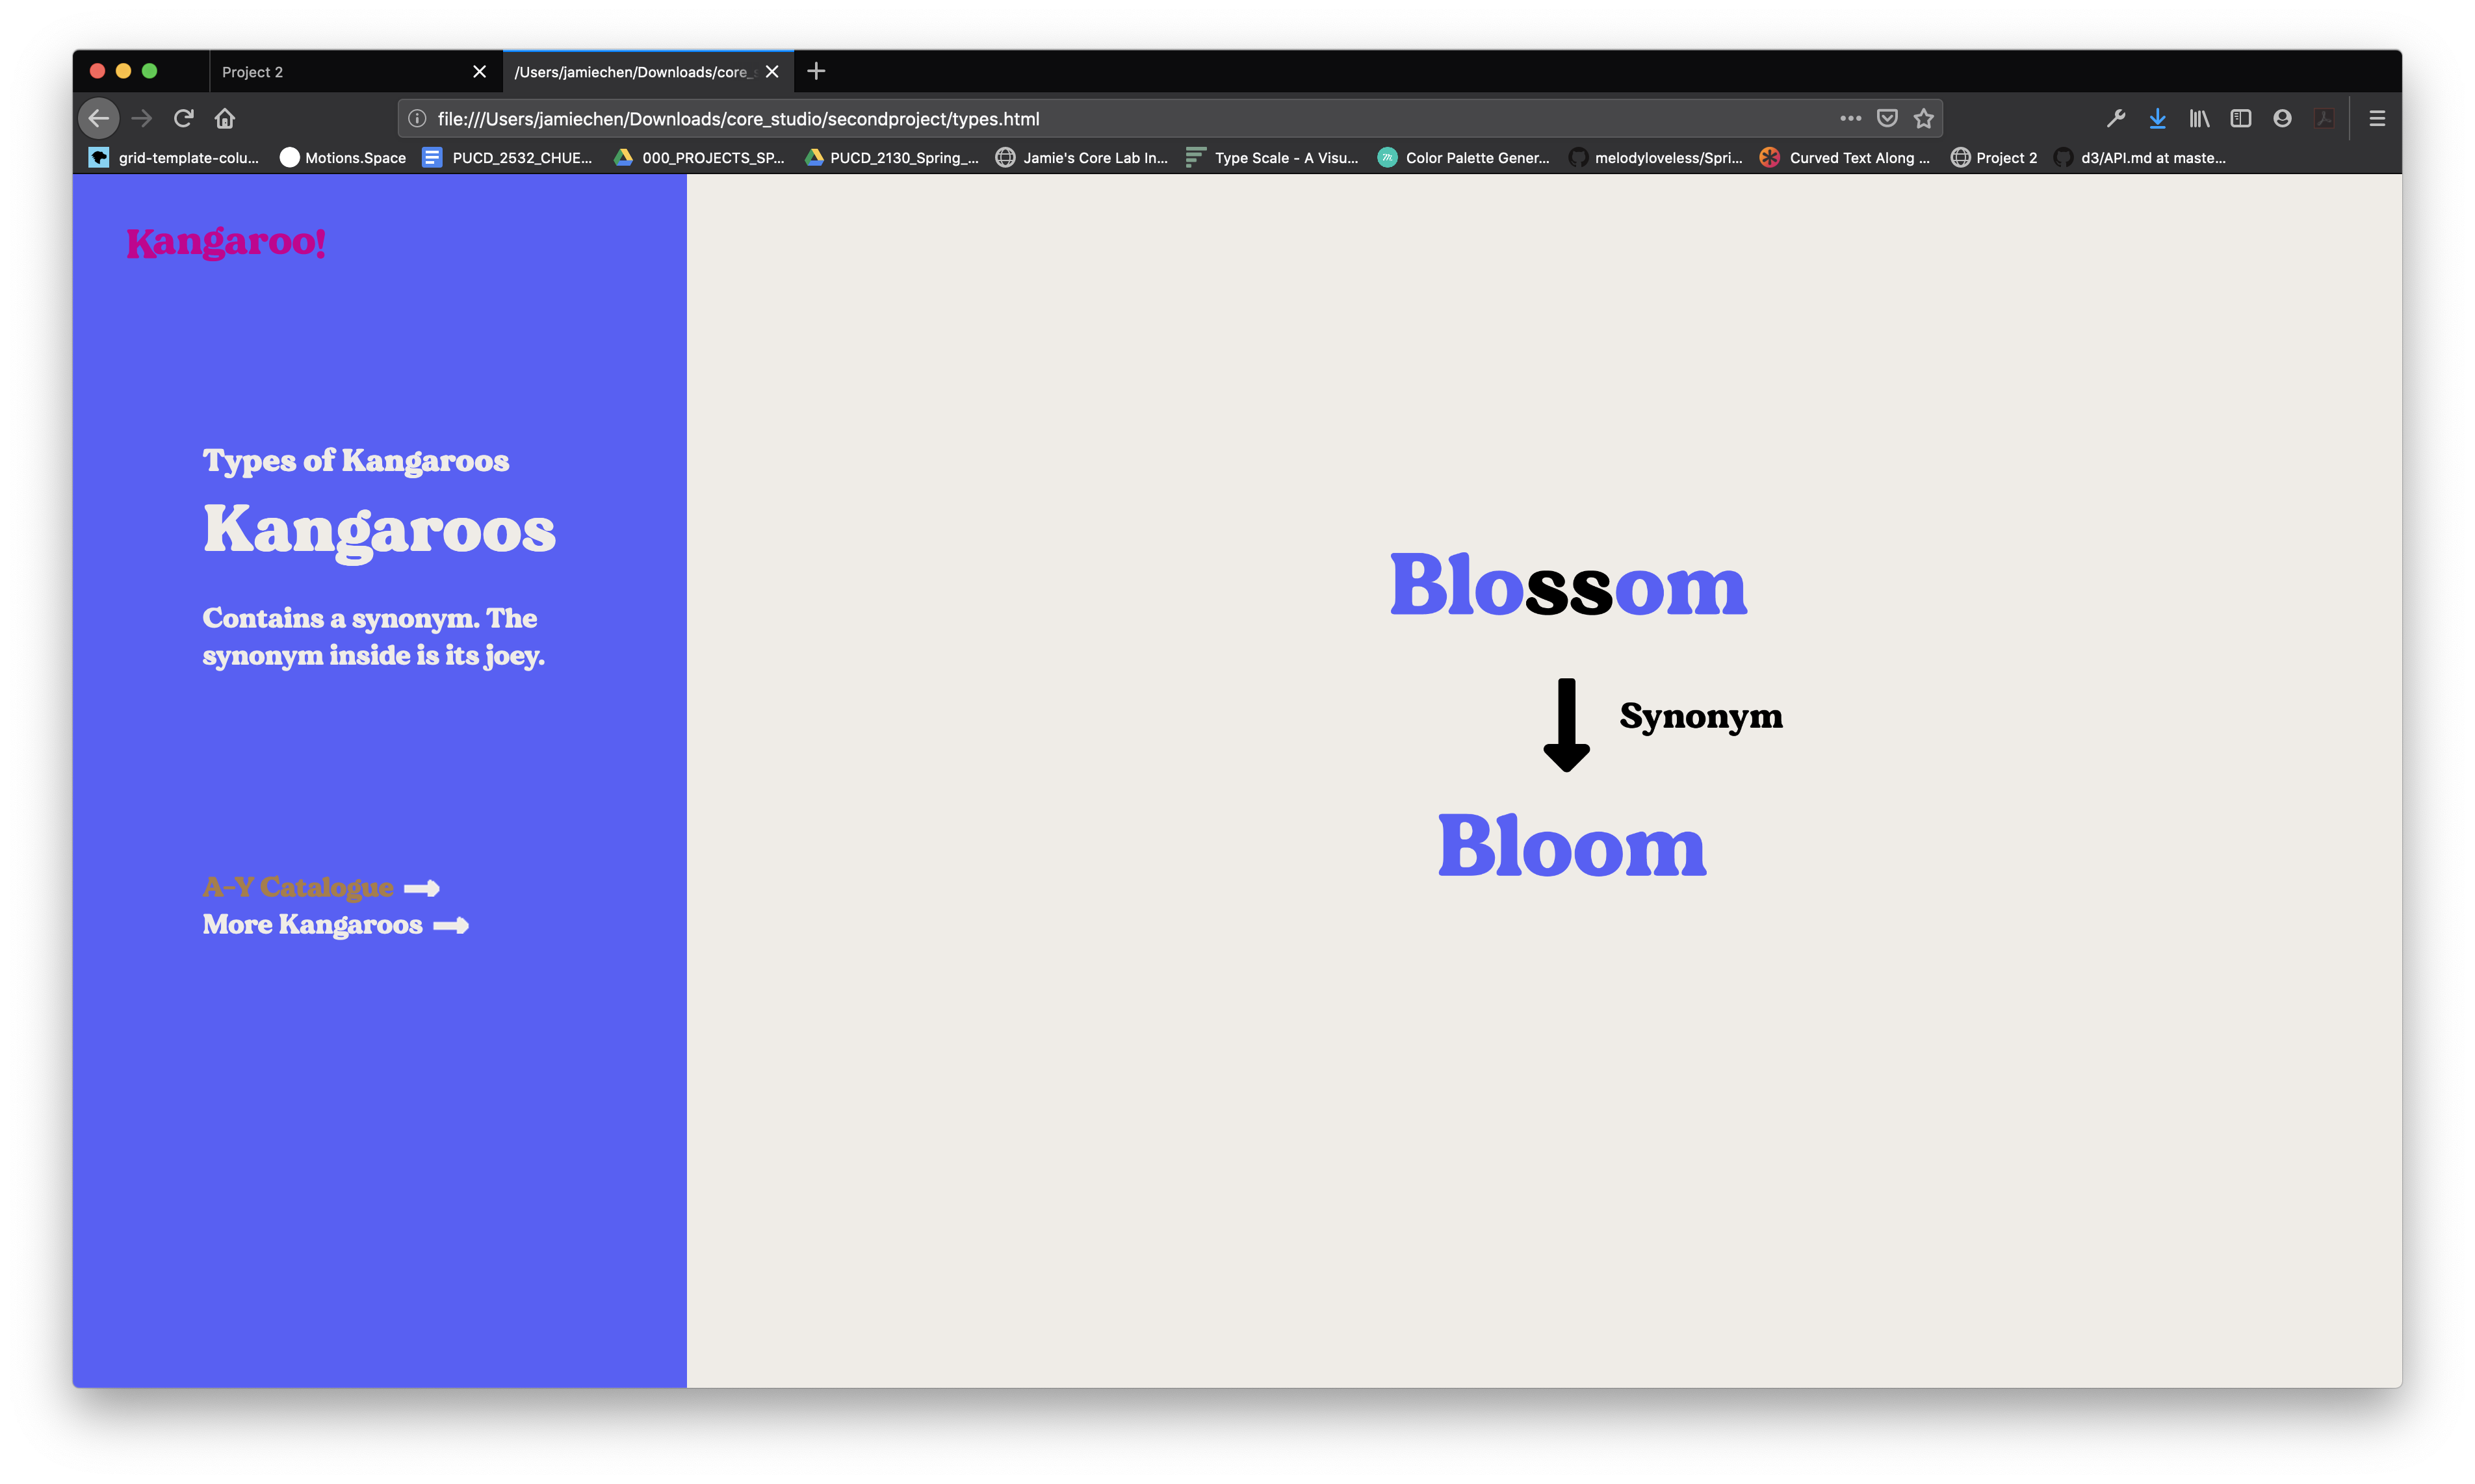 Project 2
/Users/jamiechen/Downloads/core_
file:///Users/jamiechen/Downloads/core_studio/secondproject/types.html
grid-template-colu... Motions.Space PUCD_2532_CHUE... 000_PROJECTS_SP... PUCD_2130_Spring_... Jamie's Core Lab In... Type Scale - A Visu... Color Palette Gener... melodyloveless/Spri... Curved Text Along ... Project 2 d3/API.md at maste...
Kangaroo!
Types of Kangaroos
Kangaroos
Contains a synonym. The
synonym inside is its joey.
A-Y Catalogue
More Kangaroos
Blossom
Synonym
Bloom